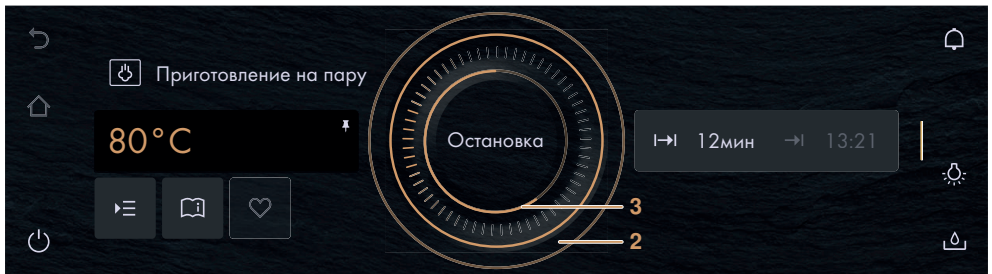 Приготовление на пару
80°C
Остановка
12мин 13:21
3
2